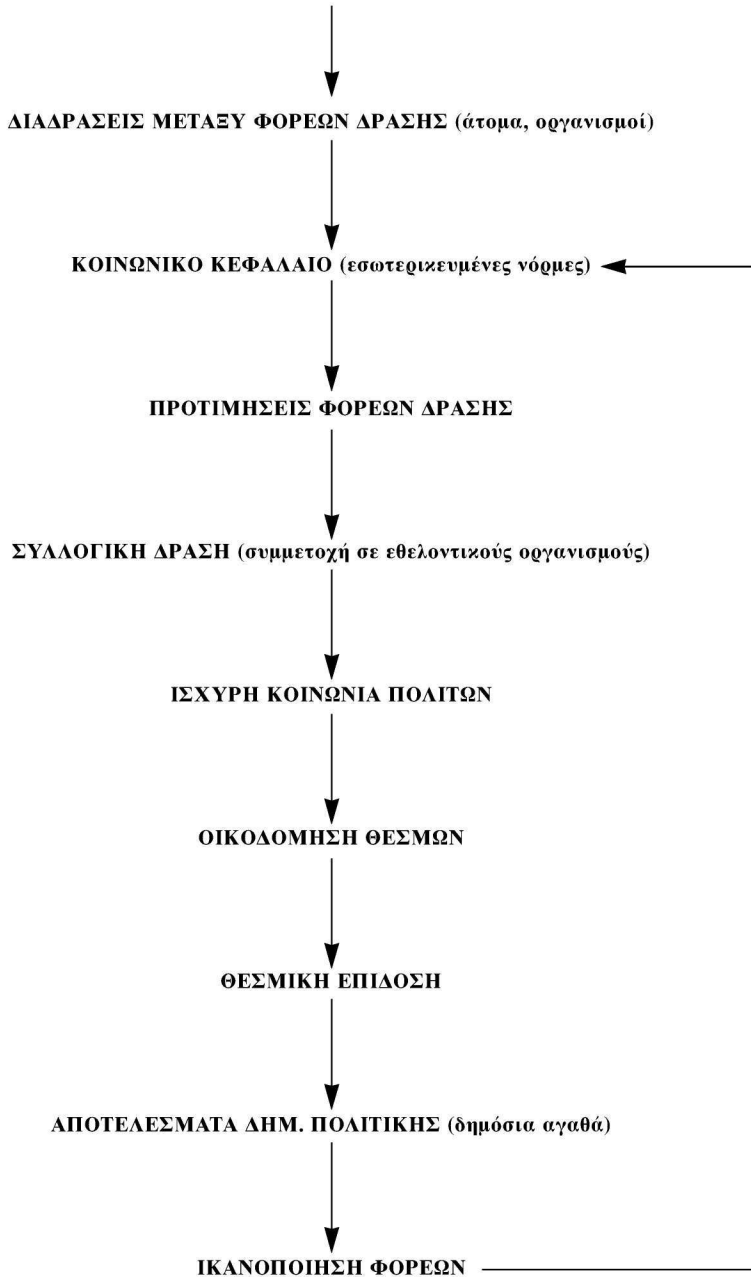 ΔΙΑΔΡΑΣΕΙΣ ΜΕΤΑΞΥ ΦΟΡΕΩΝ ΔΡΑΣΗΣ (άτομα, οργανισμοί)
ΚΟΙΝΩΝΙΚΟ ΚΕΦΑΛΑΙΟ (εσωτερικευμένες νόρμες)
ΠΡΟΤΙΜΗΣΕΙΣ ΦΟΡΕΩΝ ΔΡΑΣΗΣ
ΣΥΛΛΟΓΙΚΗ ΔΡΑΣΗ (συμμετοχή σε εθελοντικούς οργανισμούς)
ΙΣΧΥΡΗ ΚΟΙΝΩΝΙΑ ΠΟΛΙΤΩΝ
ΟΙΚΟΔΟΜΗΣΗ ΘΕΣΜΩΝ
ΘΕΣΜΙΚΗ ΕΠΙΔΟΣΗ
ΑΠΟΤΕΛΕΣΜΑΤΑ ΔΗΜ. ΠΟΛΙΤΙΚΗΣ (δημόσια αγαθά)
ΙΚΑΝΟΠΟΙΗΣΗ ΦΟΡΕΩΝ